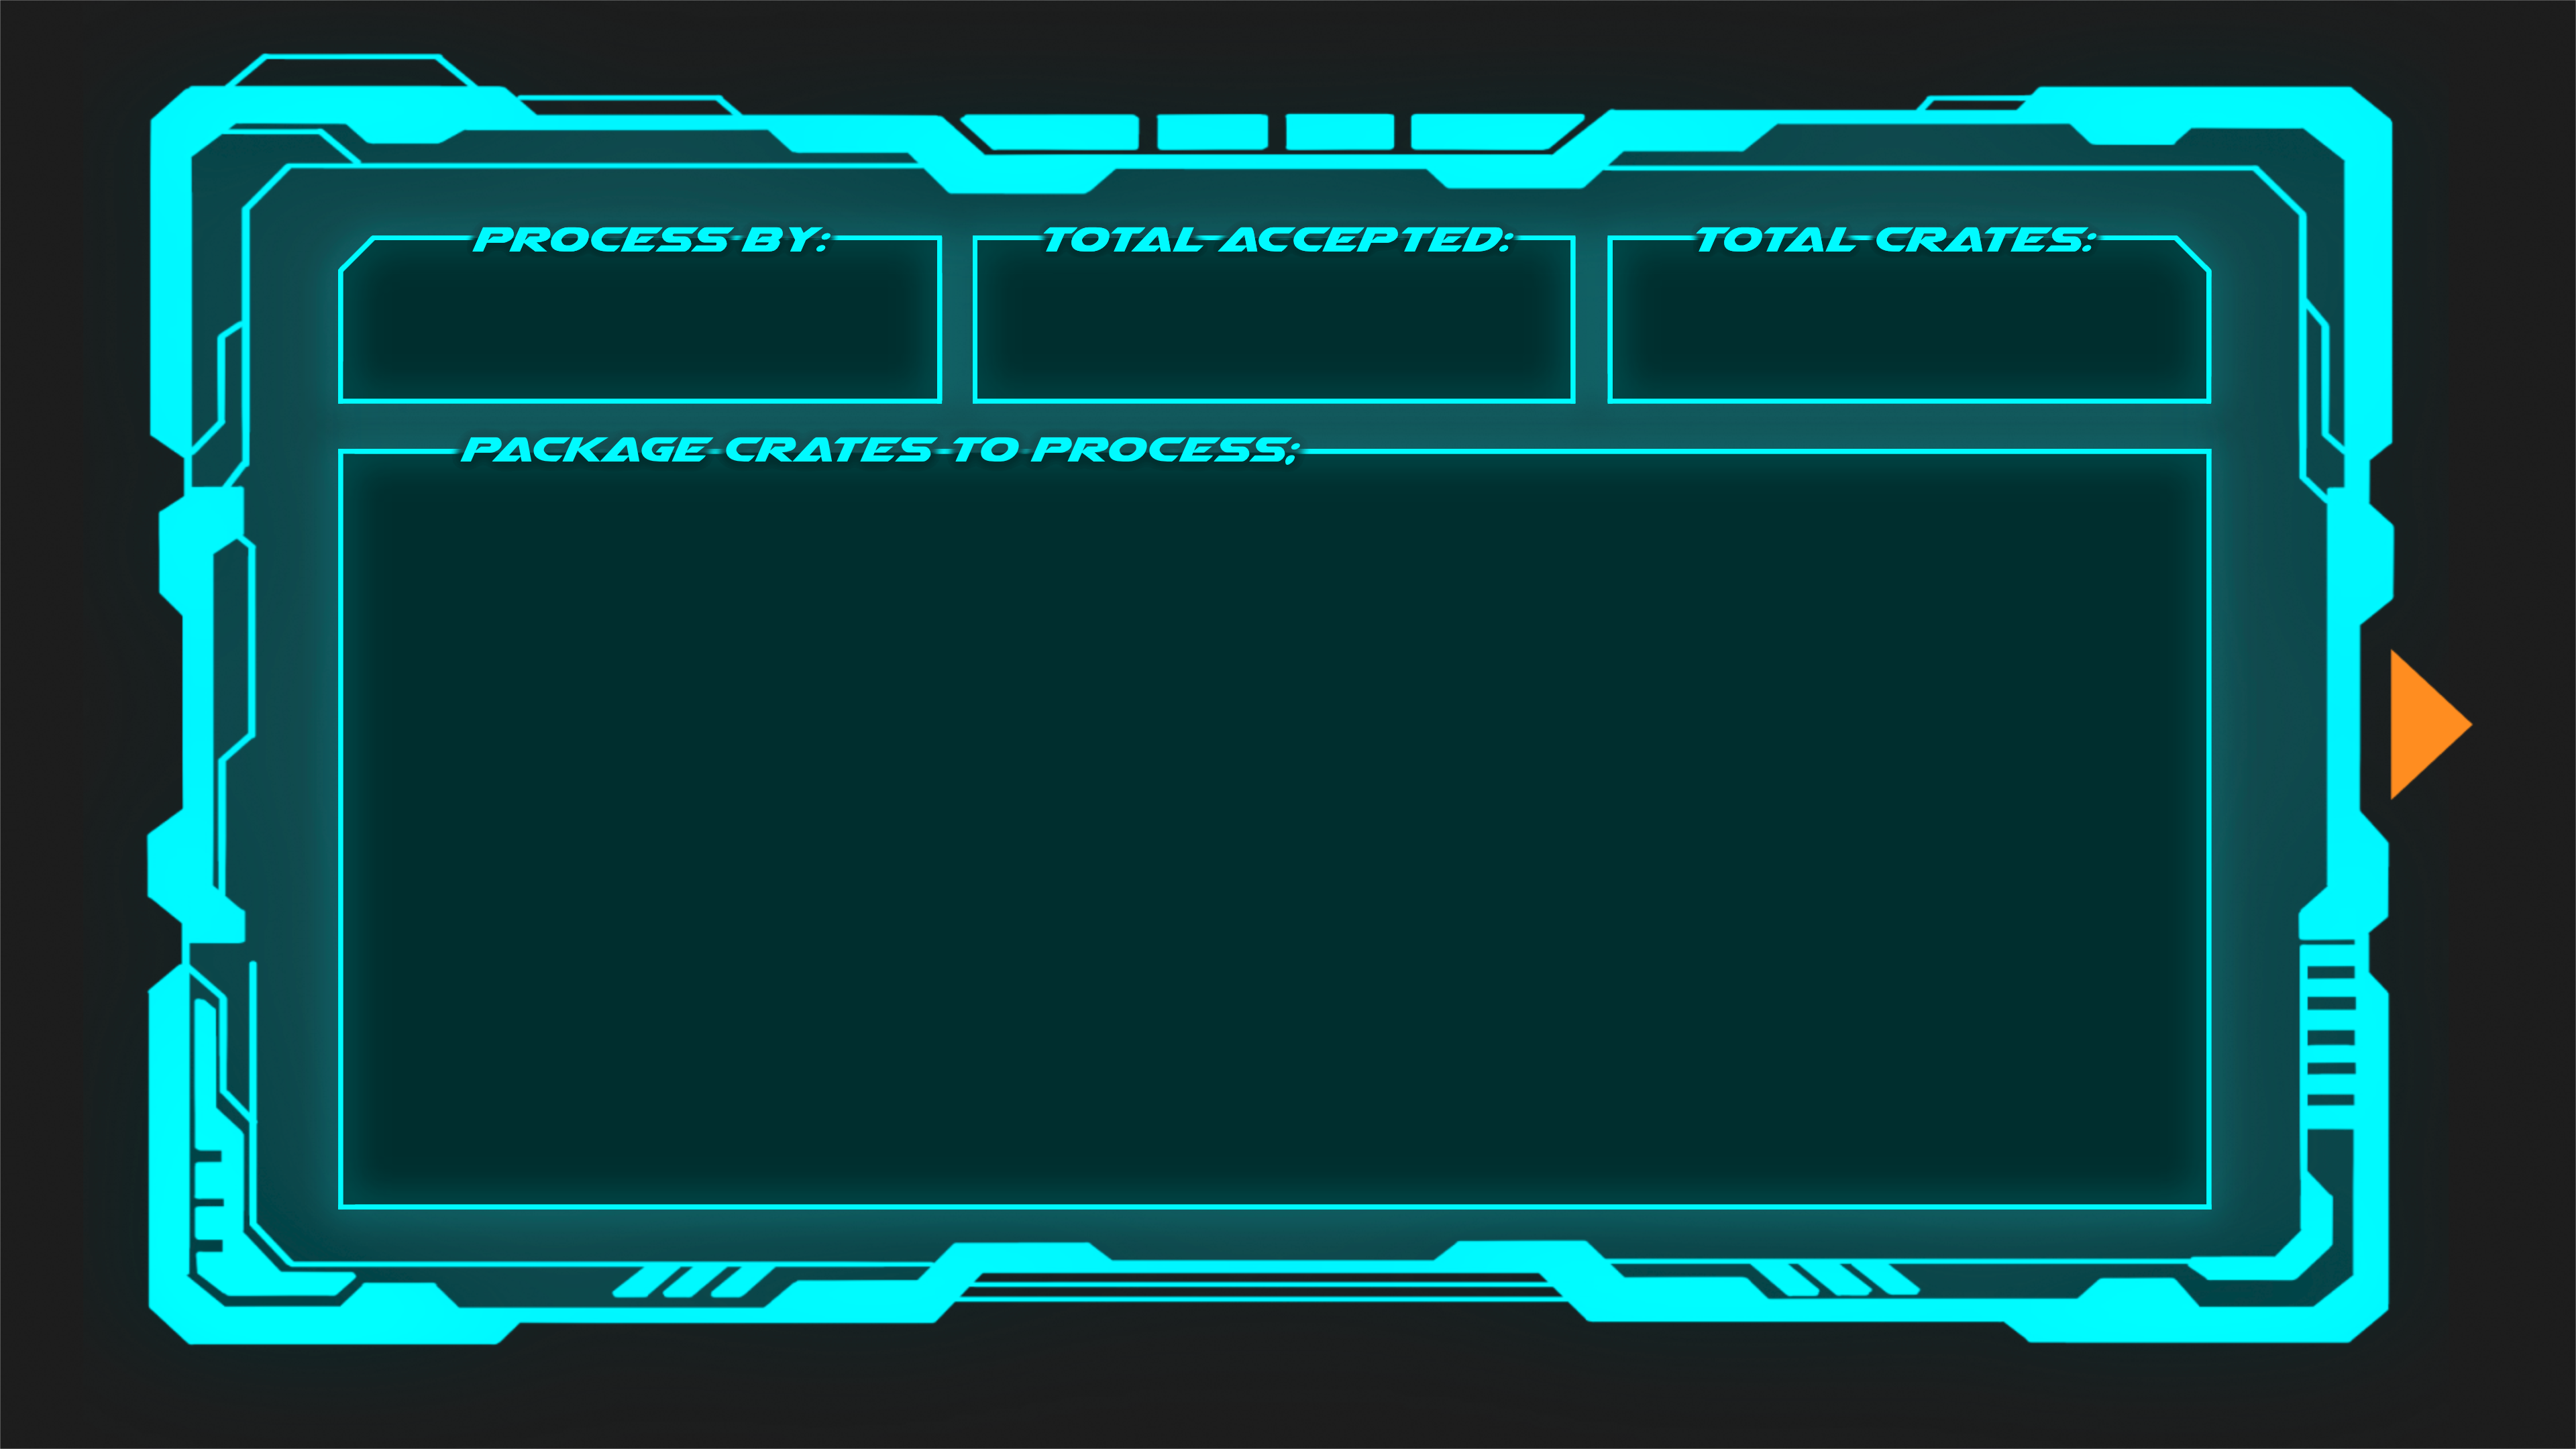 PROCESS BY:
TOTAL ACCEPTED:
TOTAL CRATES:
PACKAGE CRATES TO PROCESS;